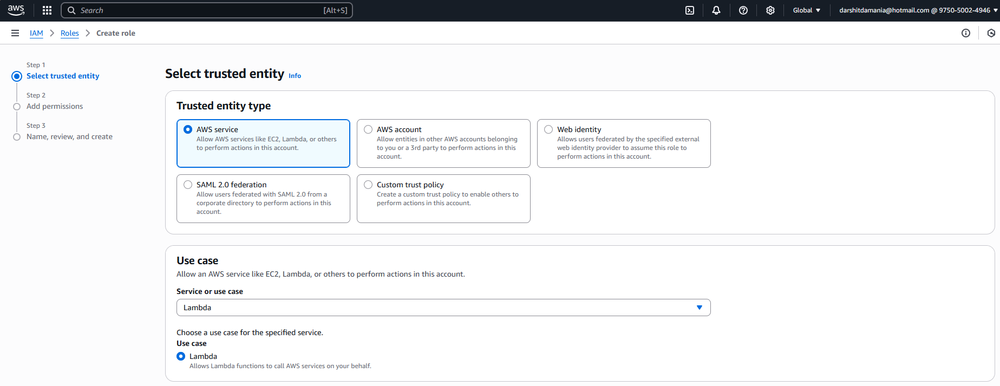 aws
Search [Alt+S]
Global
darshitdamania@hotmail.com @ 9750-5002-4946
IAM
Roles
Create role
Step 1
Select trusted entity
Step 2
Add permissions
Step 3
Name, review, and create
Select trusted entity Info
Trusted entity type
AWS service
Allow AWS services like EC2, Lambda, or others
to perform actions in this account.
AWS account
Allow entities in other AWS accounts belonging
to you or a 3rd party to perform actions in this
account.
Web identity
Allows users federated by the specified external
web identity provider to assume this role to
perform actions in this account.
SAML 2.0 federation
Allow users federated with SAML 2.0 from a
corporate directory to perform actions in this
account.
Custom trust policy
Create a custom trust policy to enable others to
perform actions in this account.
Use case
Allow an AWS service like EC2, Lambda, or others to perform actions in this account.
Service or use case
Lambda
Choose a use case for the specified service.
Use case
Lambda
Allows Lambda functions to call AWS services on your behalf.